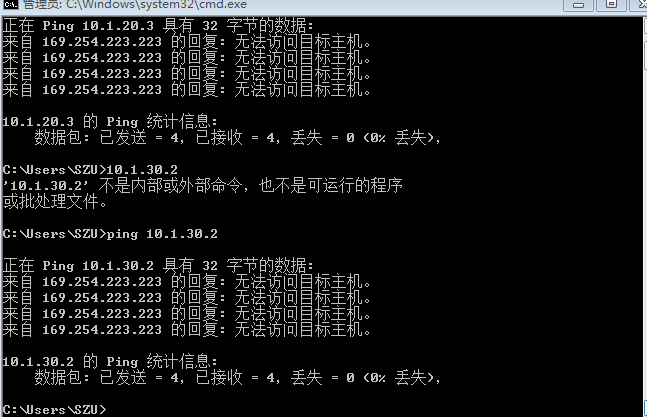 管理员: C:\Windows\system32\cmd.exe
正在 Ping 10.1.20.3 具有 32 字节的数据:
来自 169.254.223.223 的回复: 无法访问目标主机。
来自 169.254.223.223 的回复: 无法访问目标主机。
来自 169.254.223.223 的回复: 无法访问目标主机。
来自 169.254.223.223 的回复: 无法访问目标主机。
10.1.20.3 的 Ping 统计信息:
数据包: 已发送 = 4，已接收 = 4，丢失 = 0 (0% 丢失)，
C:\Users\SZU>10.1.30.2
'10.1.30.2' 不是内部或外部命令，也不是可运行的程序
或批处理文件。
C:\Users\SZU>ping 10.1.30.2
正在 Ping 10.1.30.2 具有 32 字节的数据:
来自 169.254.223.223 的回复: 无法访问目标主机。
来自 169.254.223.223 的回复: 无法访问目标主机。
来自 169.254.223.223 的回复: 无法访问目标主机。
来自 169.254.223.223 的回复: 无法访问目标主机。
10.1.30.2 的 Ping 统计信息:
数据包: 已发送 = 4，已接收 = 4，丢失 = 0 (0% 丢失)，
C:\Users\SZU>